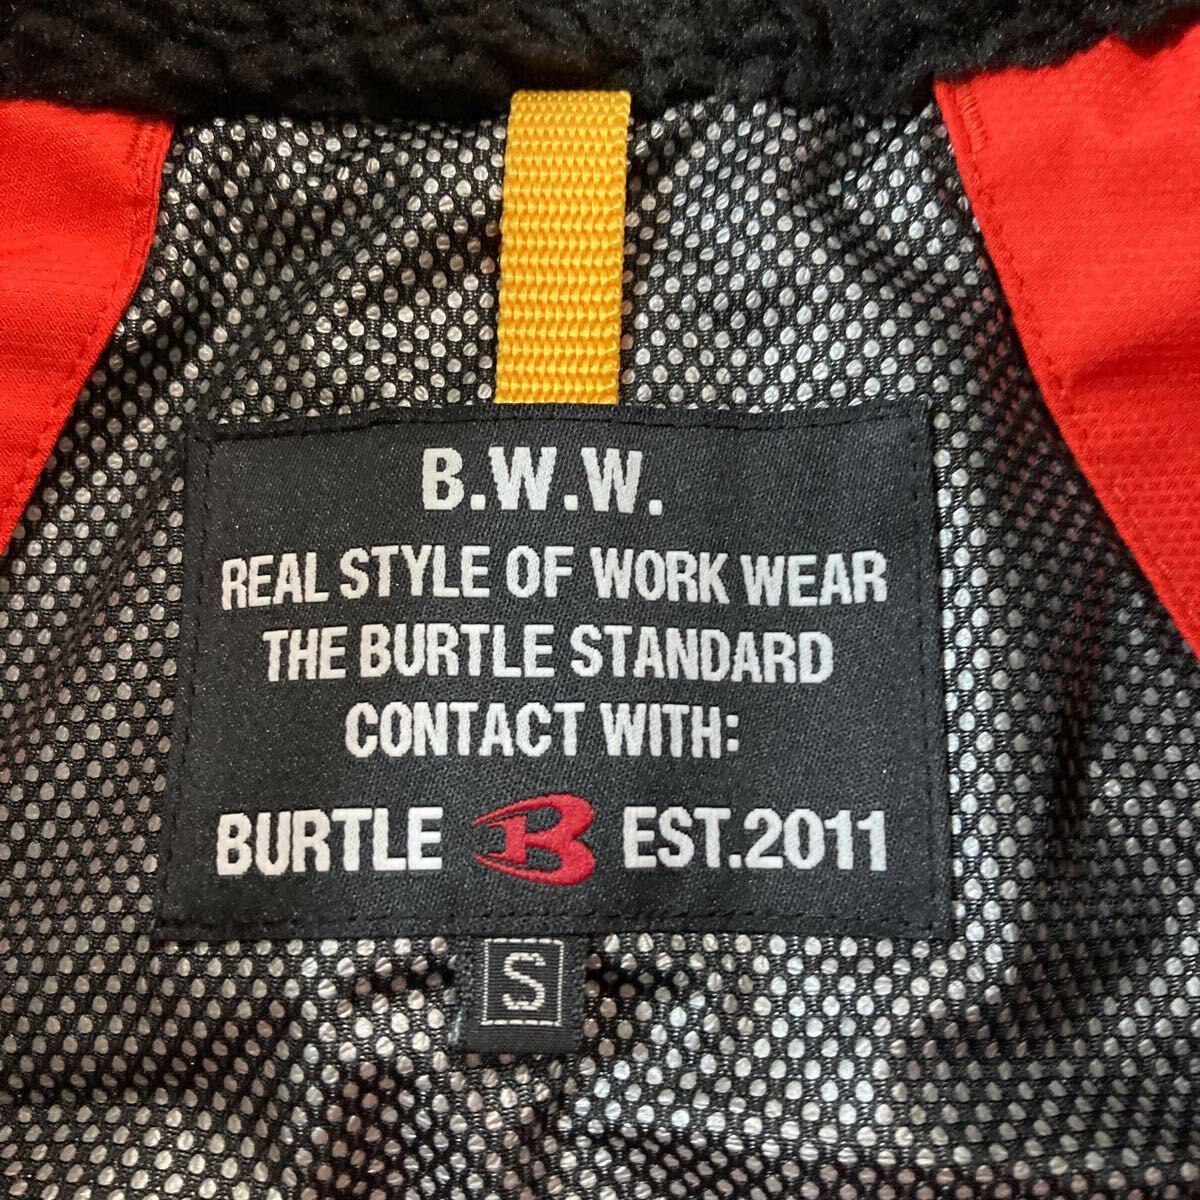 B.W.W.
REAL STYLE OF WORK WEAR
THE BURTLE STANDARD
CONTACT WITH:
BURTLE B EST.2011
S